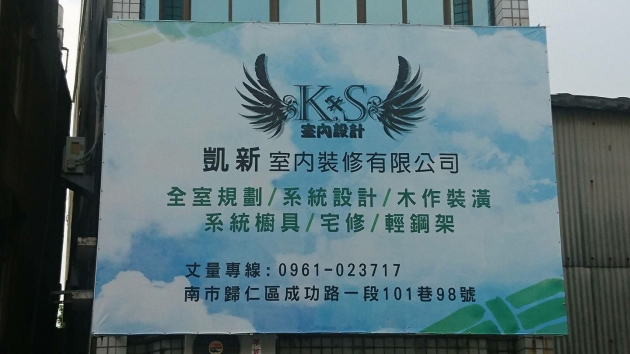 K&S
室內設計
凱新 室內裝修有限公司
全室規劃/系統設計/木作裝潢
系統櫥具/宅修/輕鋼架
丈量專線:0961-023717
南市歸仁區成功路一段101巷98號